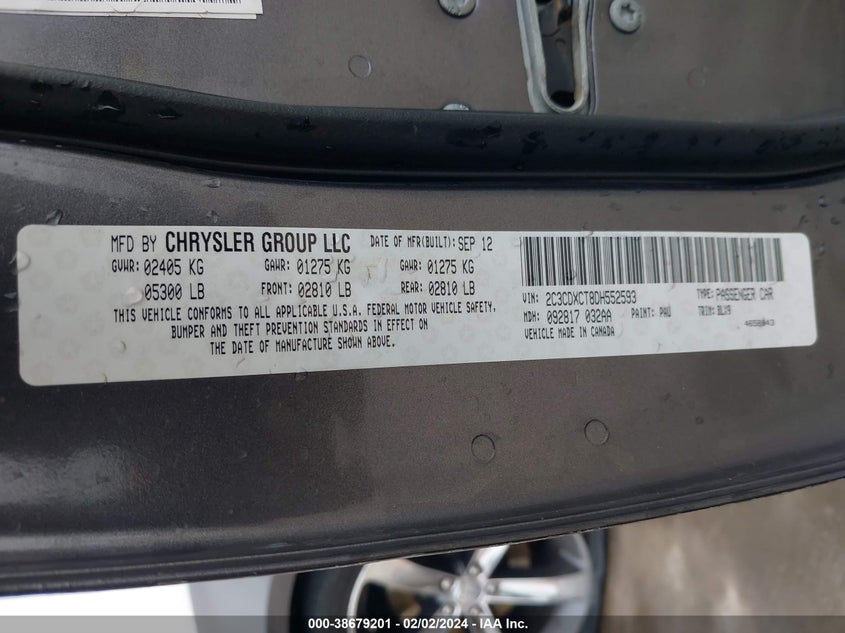 MFD BY CHRYSLER GROUP LLC DATE OF MFR(BUILT): SEP 12
GVWR: 02405 KG GAWR: 01275 KG GAWR: 01275 KG
05300 LB FRONT: 02810 LB REAR: 02810 LB
THIS VEHICLE CONFORMS TO ALL APPLICABLE U.S.A. FEDERAL MOTOR VEHICLE SAFETY,
BUMPER AND THEFT PREVENTION STANDARDS IN EFFECT ON
THE DATE OF MANUFACTURE SHOWN ABOVE.
VIN: 2C3CDXCT8DH552593 TYPE: PASSENGER CAR
MDH: 092817 032AA PAINT: PAU TRIM: BLX9
VEHICLE MADE IN CANADA 4658043
000-38679201 - 02/02/2024 - IAA Inc.